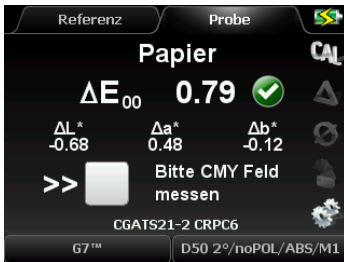 Referenz
Probe
Papier
CAL
ΔE00 0.79
ΔL* Δa* Δb*
-0.68 0.48 -0.12
>> Bitte CMY Feld
messen
CGATS21-2 CRPC6
G7™
D50 2°/noPOL/ABS/M1